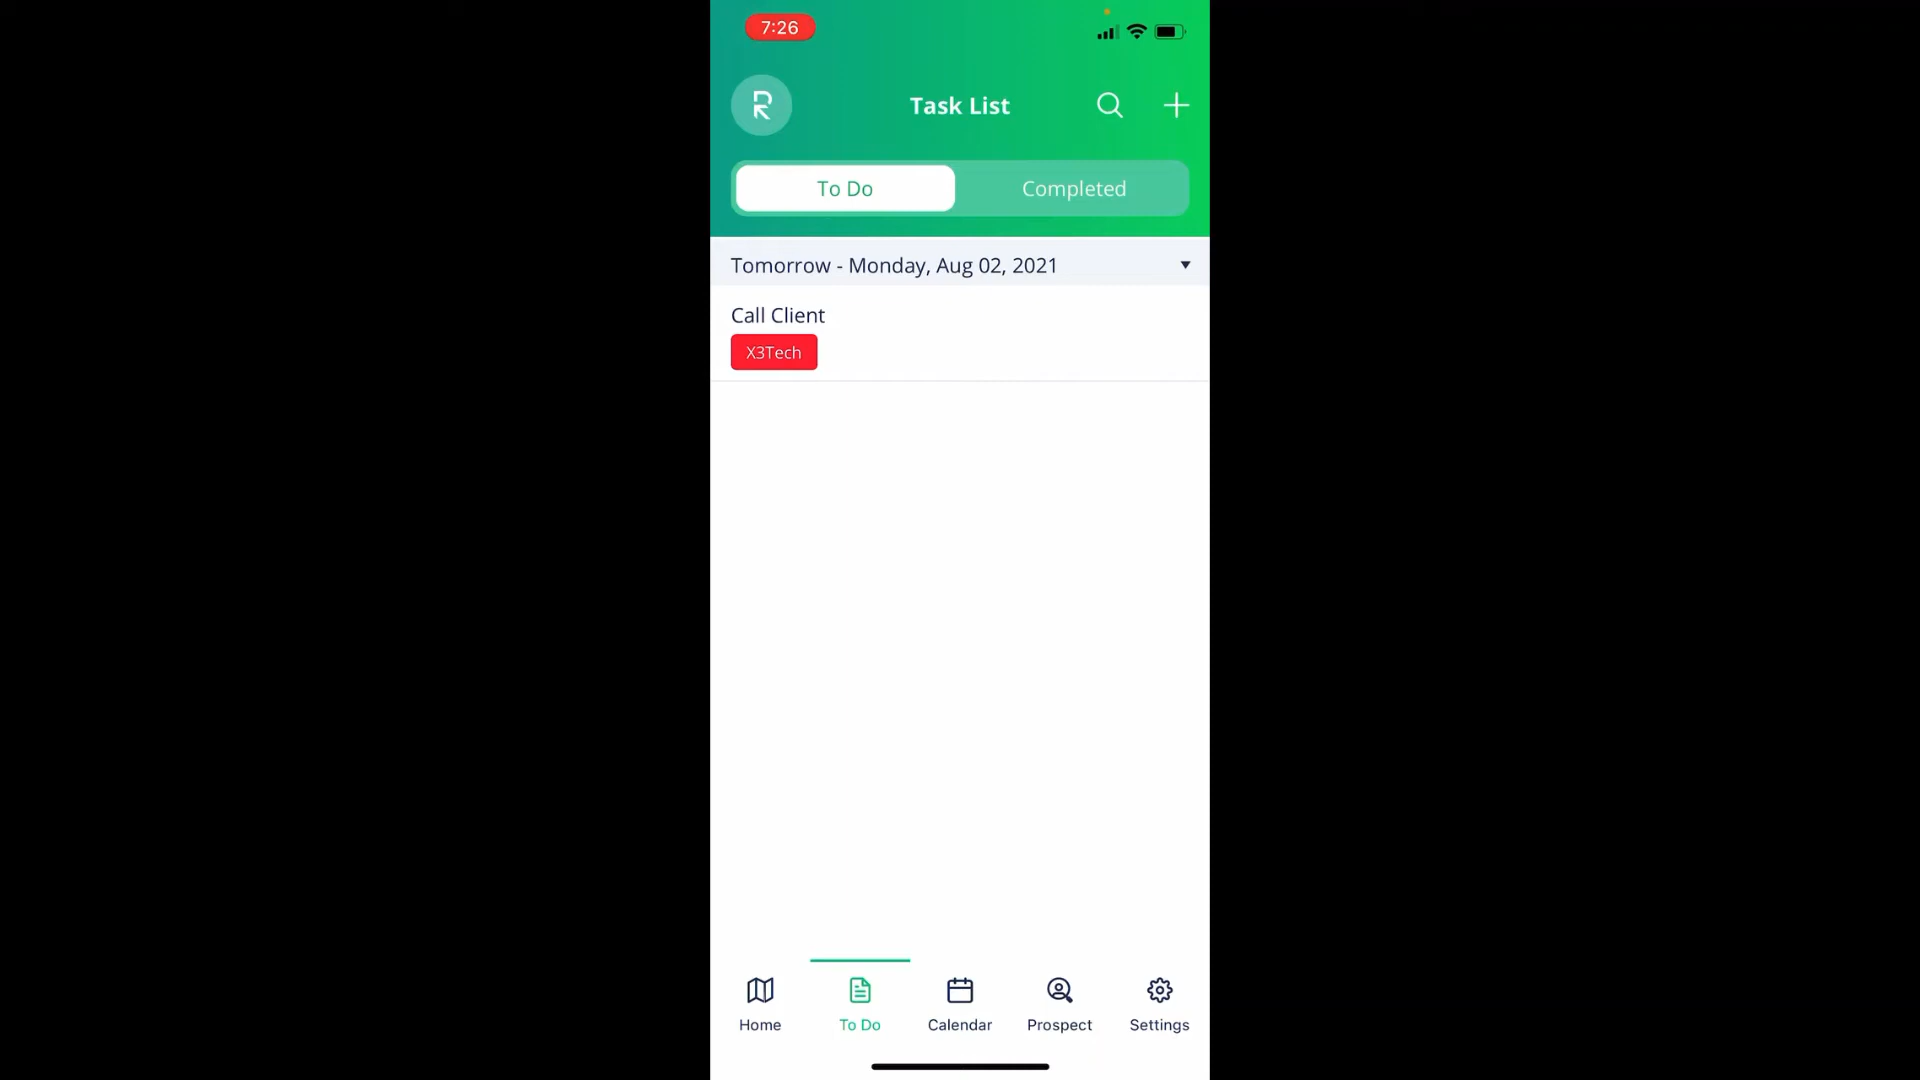 7:26
Task List
To Do
Completed
Tomorrow - Monday, Aug 02, 2021
Call Client
X3Tech
Home
To Do
Calendar
Prospect
Settings